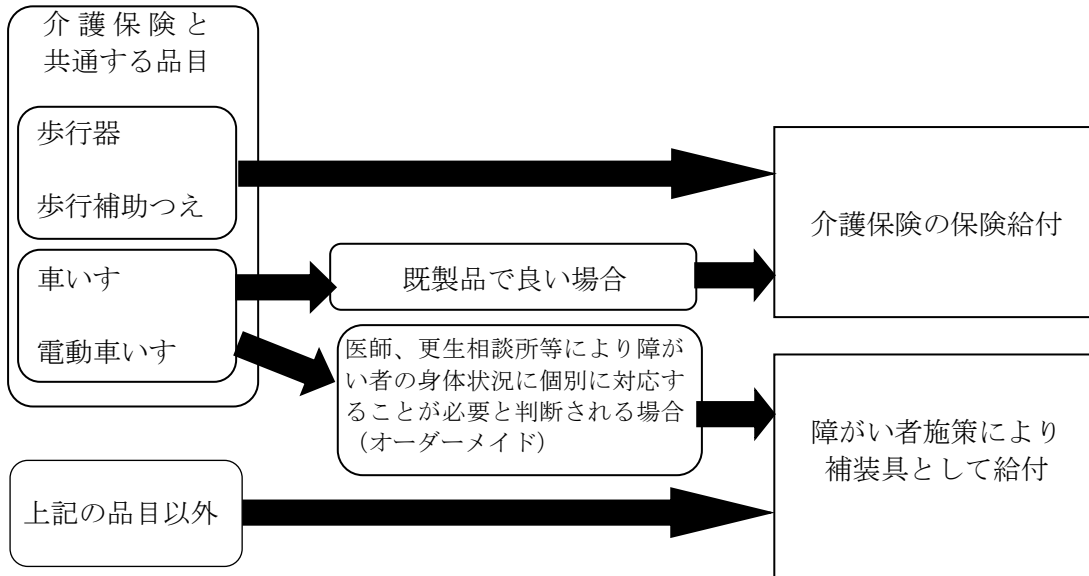 介護保険と
共通する品目
歩行器
歩行補助つえ
車いす
電動車いす
既製品で良い場合
医師、更生相談所等により障が
い者の身体状況に個別に対応す
ることが必要と判断される場合
（オーダーメイド）
上記の品目以外
介護保険の保険給付
障がい者施策により
補装具として給付